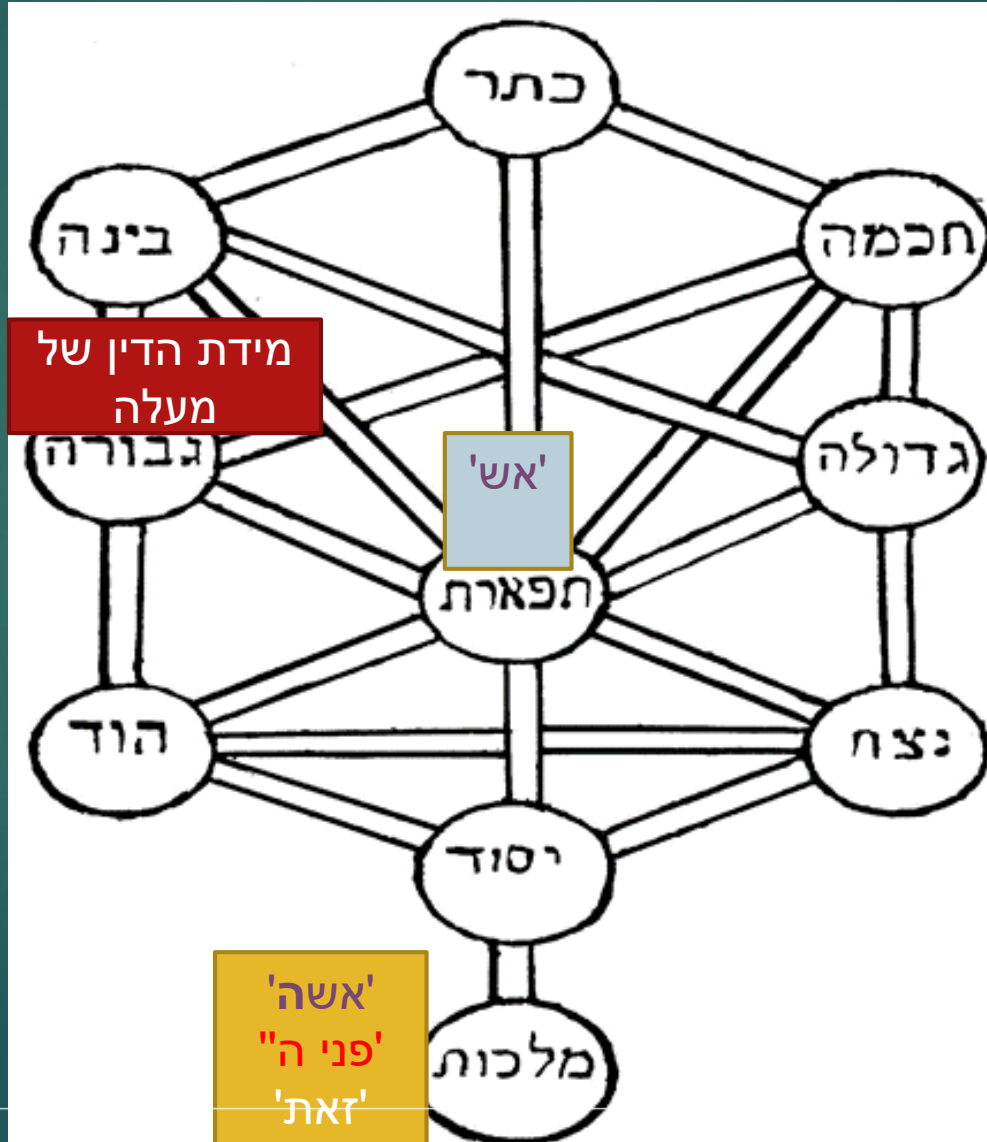 כתר
חכמה
בינה
מידת הדין של
מעלה
גדולה
גבורה
'אש'
תפארת
נצח
הוד
יסוד
'אשה'
'פני ה''
'זאת'
מלכות